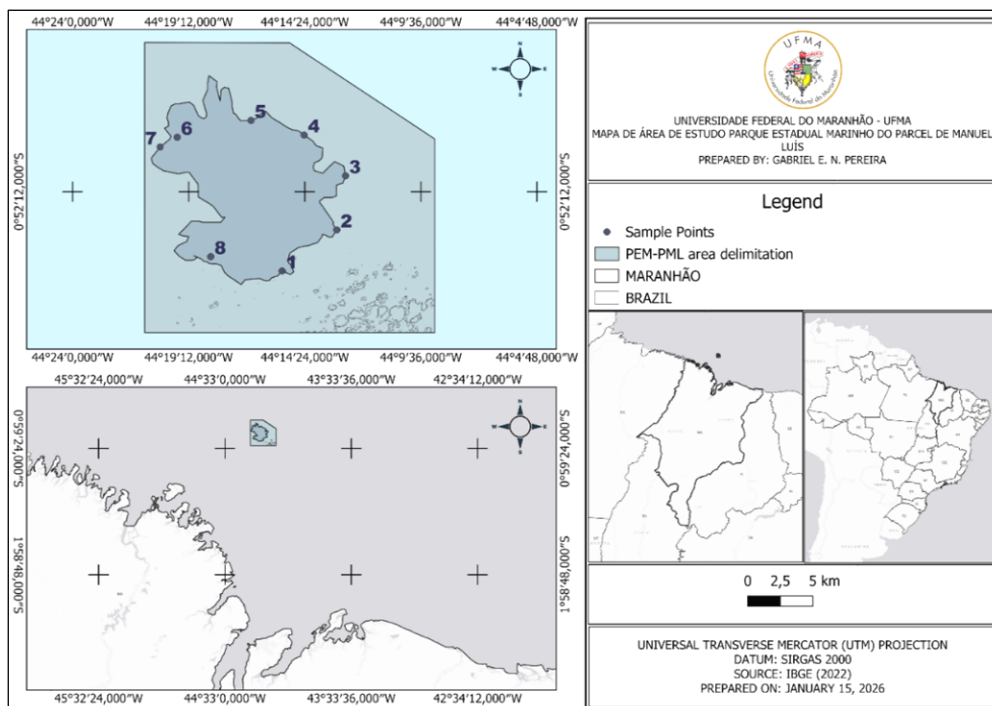 44°24′0,000″W 44°19′12,000″W 44°14′24,000″W 44°9′36,000″W 44°4′48,000″W
N
W E
S
5
4
6
7
3
0°52′12,000″S 0°52′12,000″S
2
8
1
44°24′0,000″W 44°19′12,000″W 44°14′24,000″W 44°9′36,000″W 44°4′48,000″W
45°32′24,000″W 44°33′0,000″W 43°33′36,000″W 42°34′12,000″W
N
W E
S
0°59′24,000″S 0°59′24,000″S
1°58′48,000″S 1°58′48,000″S
45°32′24,000″W 44°33′0,000″W 43°33′36,000″W 42°34′12,000″W
UFMA
Universidade Federal do Maranhão
UNIVERSIDADE FEDERAL DO MARANHÃO - UFMA
MAPA DE ÁREA DE ESTUDO PARQUE ESTADUAL MARINHO DO PARCEL DE MANUEL
LUÍS
PREPARED BY: GABRIEL E. N. PEREIRA
Legend
Sample Points
PEM-PML area delimitation
MARANHÃO
BRAZIL
0 2,5 5 km
UNIVERSAL TRANSVERSE MERCATOR (UTM) PROJECTION
DATUM: SIRGAS 2000
SOURCE: IBGE (2022)
PREPARED ON: JANUARY 15, 2026